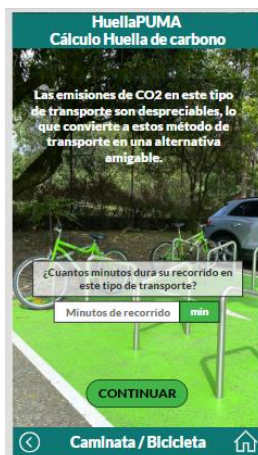 HuellaPUMA
Cálculo Huella de carbono
Las emisiones de CO2 en este tipo
de transporte son despreciables, lo
que convierte a estos método de
transporte en una alternativa
amigable.
¿Cuantos minutos dura su recorrido en
este tipo de transporte?
Minutos de recorrido min
CONTINUAR
Caminata / Bicicleta